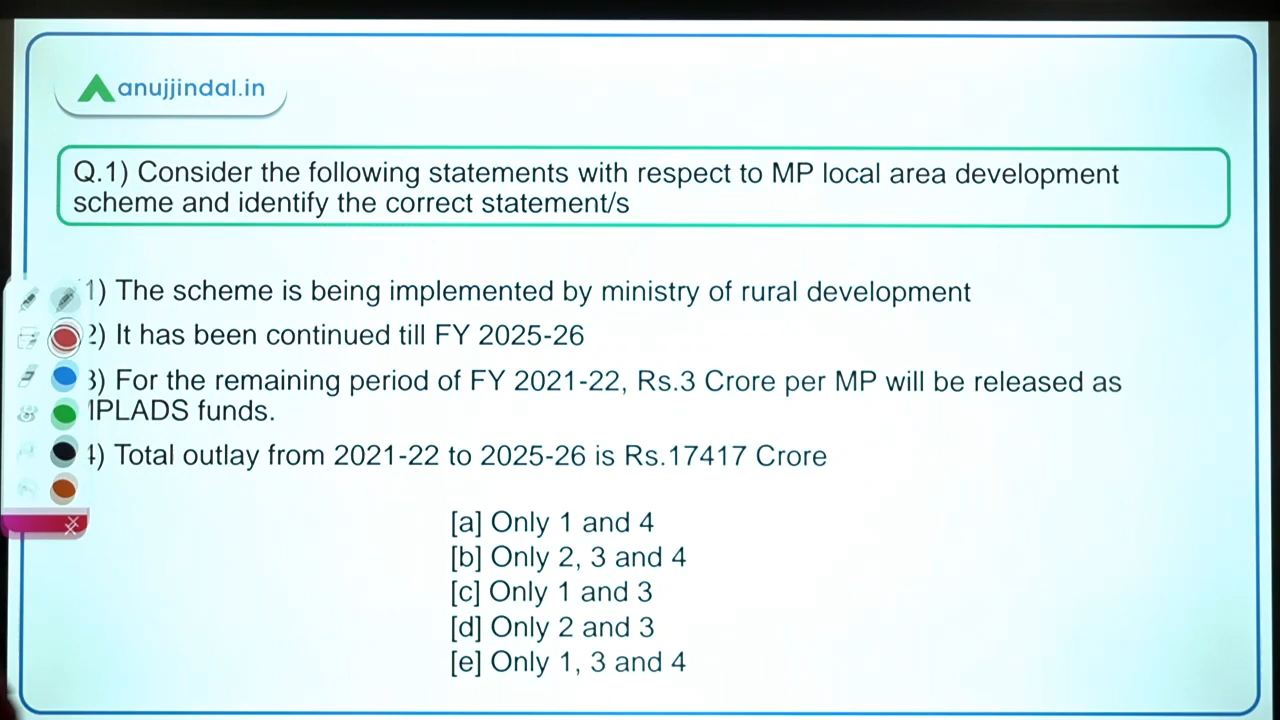 anujjindal.in
Q.1) Consider the following statements with respect to MP local area development
scheme and identify the correct statement/s
1) The scheme is being implemented by ministry of rural development
2) It has been continued till FY 2025-26
3) For the remaining period of FY 2021-22, Rs.3 Crore per MP will be released as
IPLADS funds.
4) Total outlay from 2021-22 to 2025-26 is Rs.17417 Crore
[a] Only 1 and 4
[b] Only 2, 3 and 4
[c] Only 1 and 3
[d] Only 2 and 3
[e] Only 1, 3 and 4